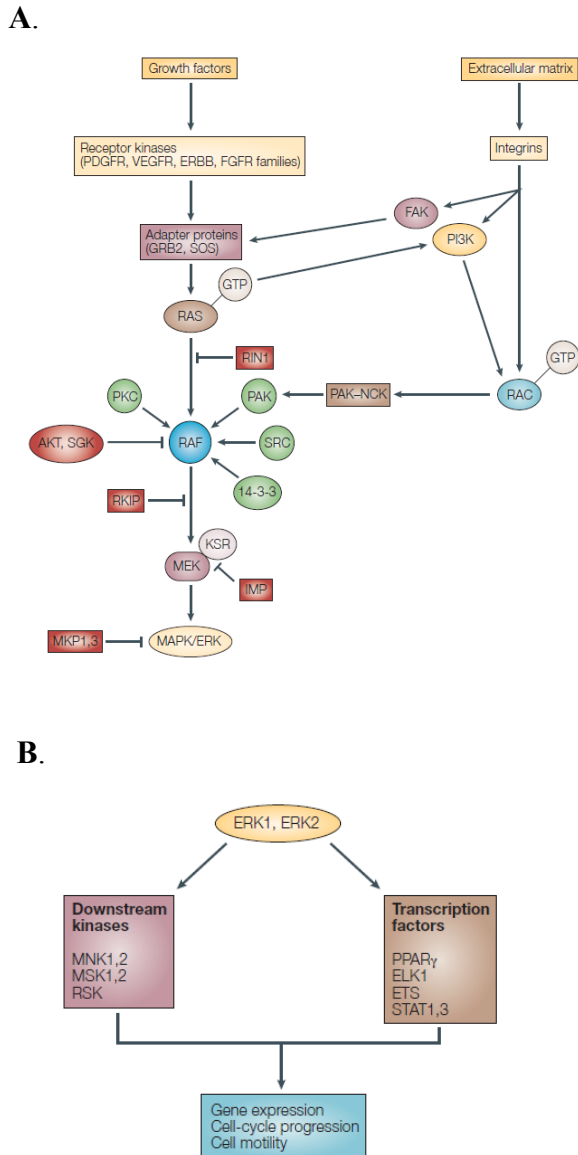 A.
Growth factors
Extracellular matrix
Receptor kinases
(PDGFR, VEGFR, ERBB, FGFR families)
Integrins
FAK
Adapter proteins
(GRB2, SOS)
PI3K
GTP
RAS
GTP
RIN1
PKC
PAK
PAK–NCK
RAC
AKT, SGK
RAF
SRC
RKIP
14-3-3
KSR
MEK
IMP
MKP1,3
MAPK/ERK
B.
ERK1, ERK2
Downstream
kinases
MNK1,2
MSK1,2
RSK
Transcription
factors
PPARγ
ELK1
ETS
STAT1,3
Gene expression
Cell-cycle progression
Cell motility